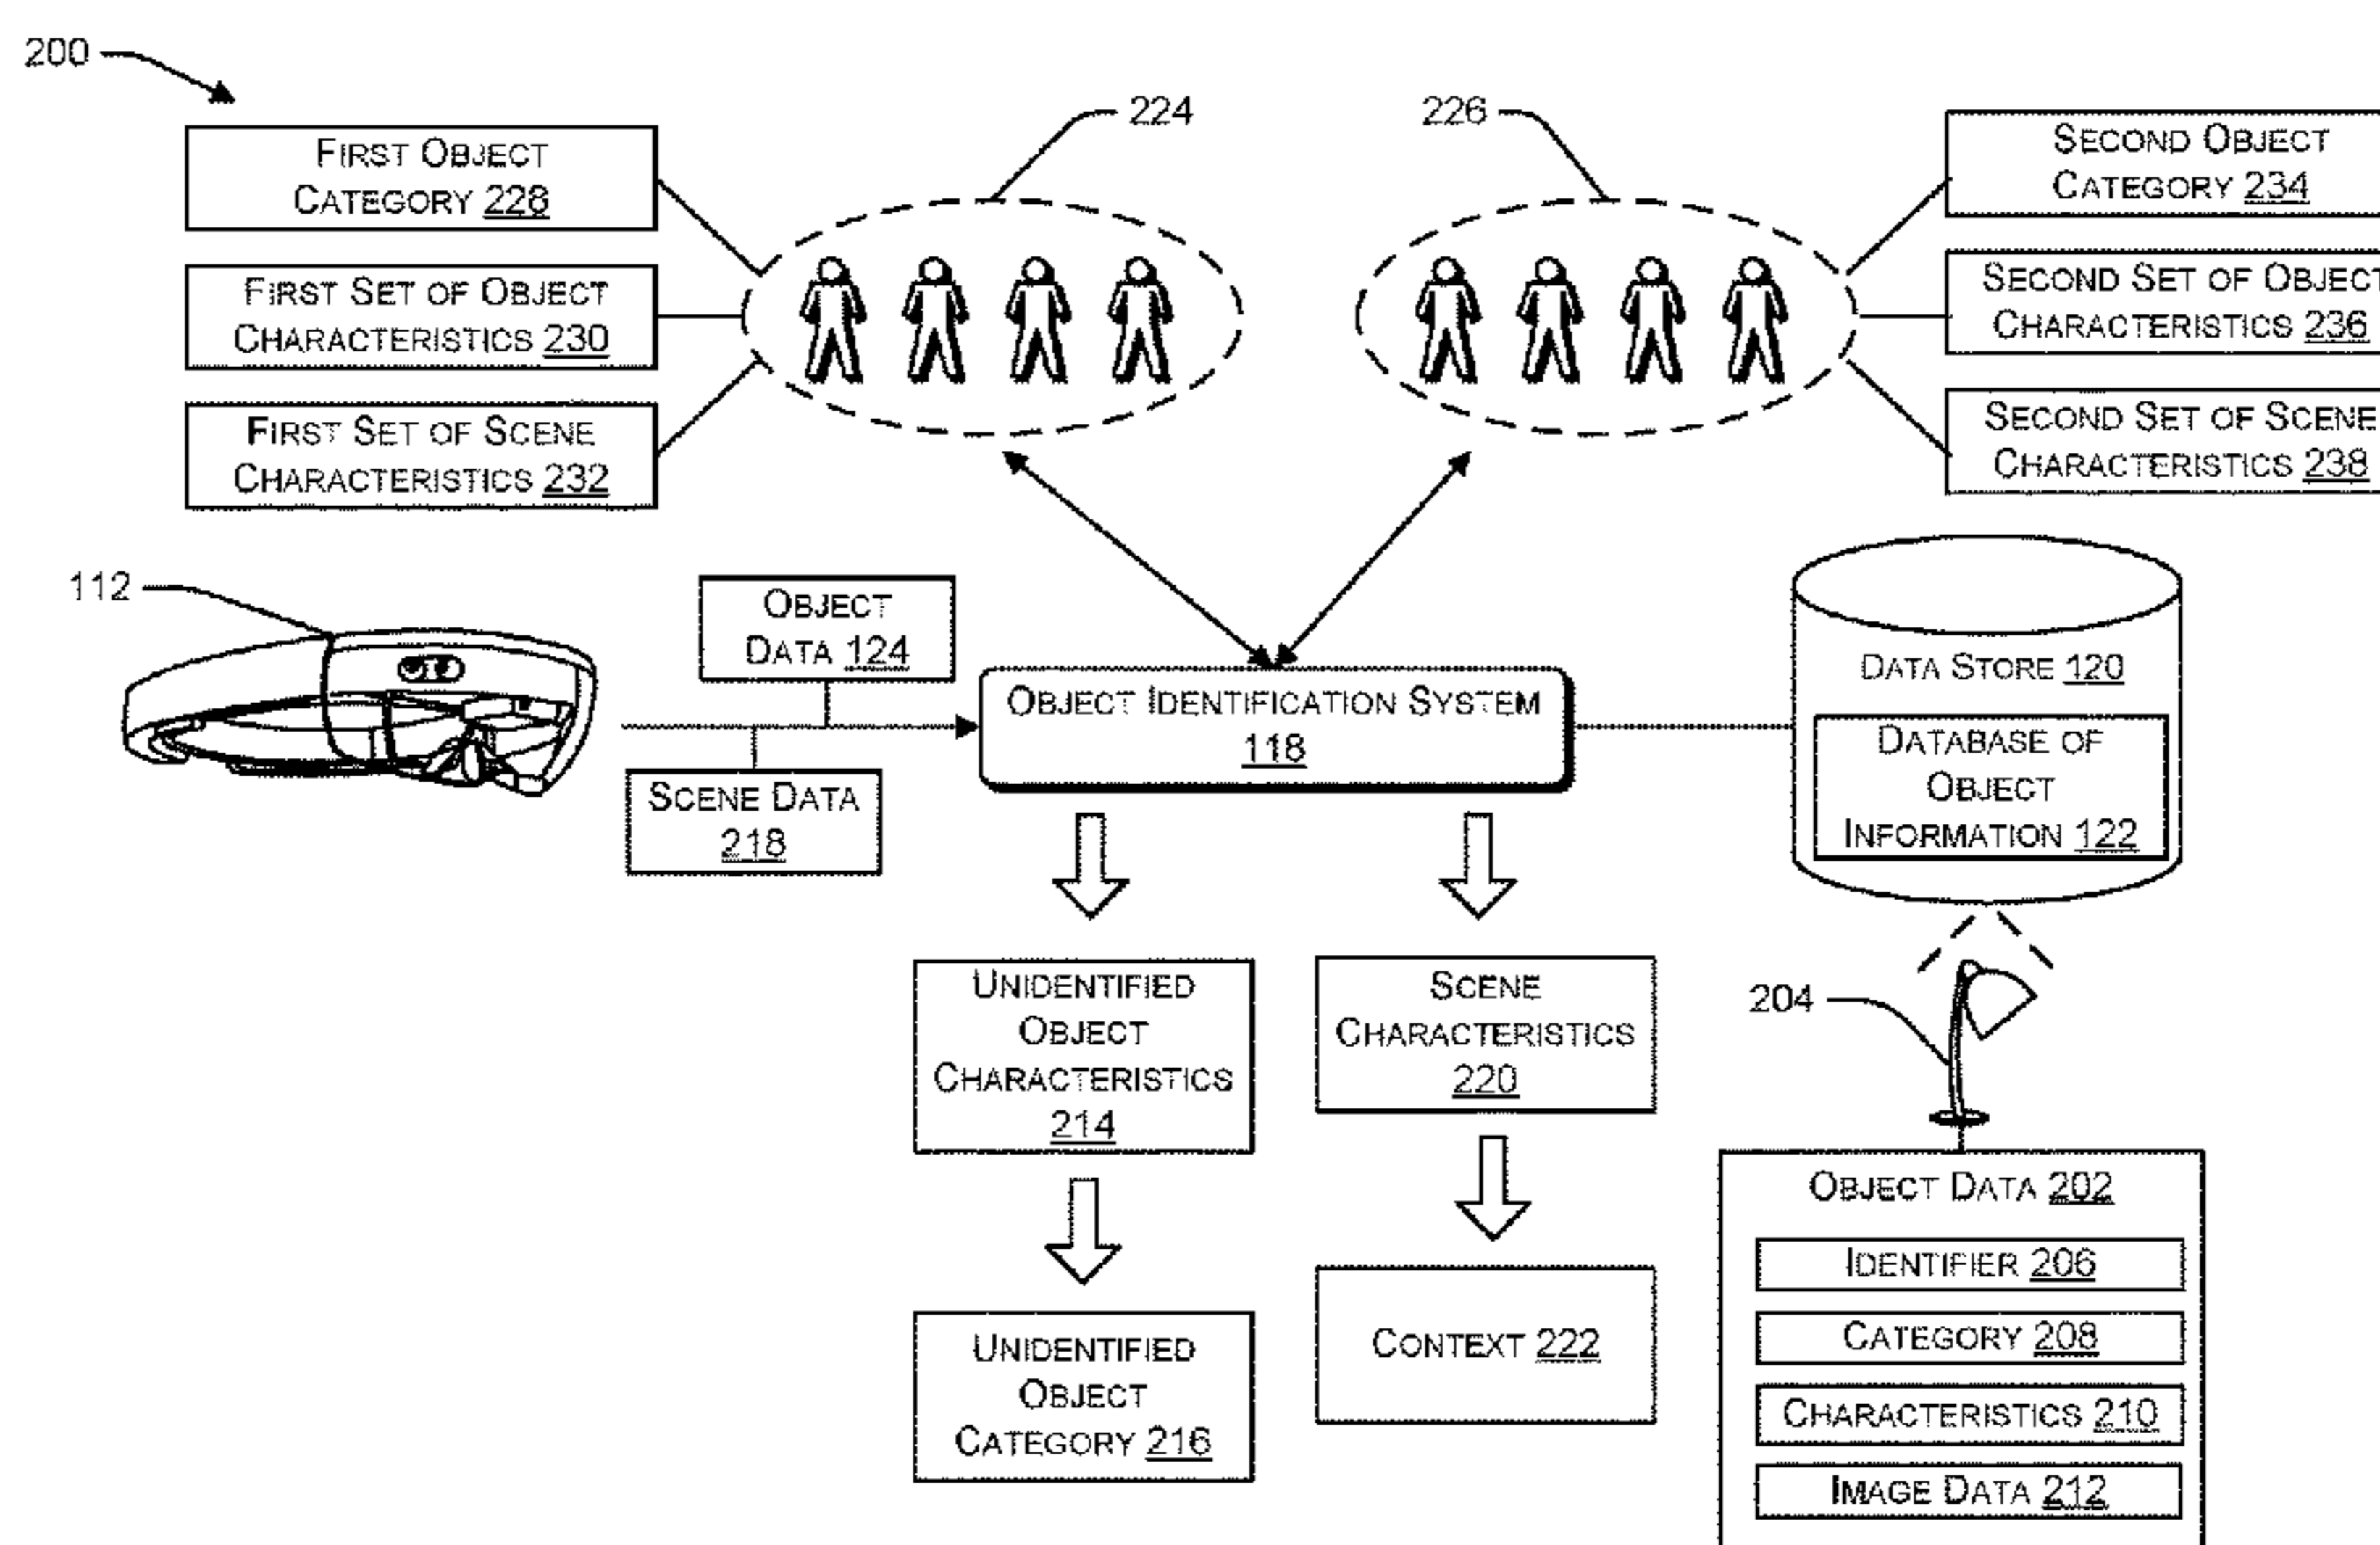 200
224
226
FIRST OBJECT
CATEGORY 228
FIRST SET OF OBJECT
CHARACTERISTICS 230
FIRST SET OF SCENE
CHARACTERISTICS 232
SECOND OBJECT
CATEGORY 234
SECOND SET OF OBJECT
CHARACTERISTICS 236
SECOND SET OF SCENE
CHARACTERISTICS 238
112
OBJECT
DATA 124
SCENE DATA
218
OBJECT IDENTIFICATION SYSTEM
118
DATA STORE 120
DATABASE OF
OBJECT
INFORMATION 122
UNIDENTIFIED
OBJECT
CHARACTERISTICS
214
SCENE
CHARACTERISTICS
220
204
UNIDENTIFIED
OBJECT
CATEGORY 216
CONTEXT 222
OBJECT DATA 202
IDENTIFIER 206
CATEGORY 208
CHARACTERISTICS 210
IMAGE DATA 212